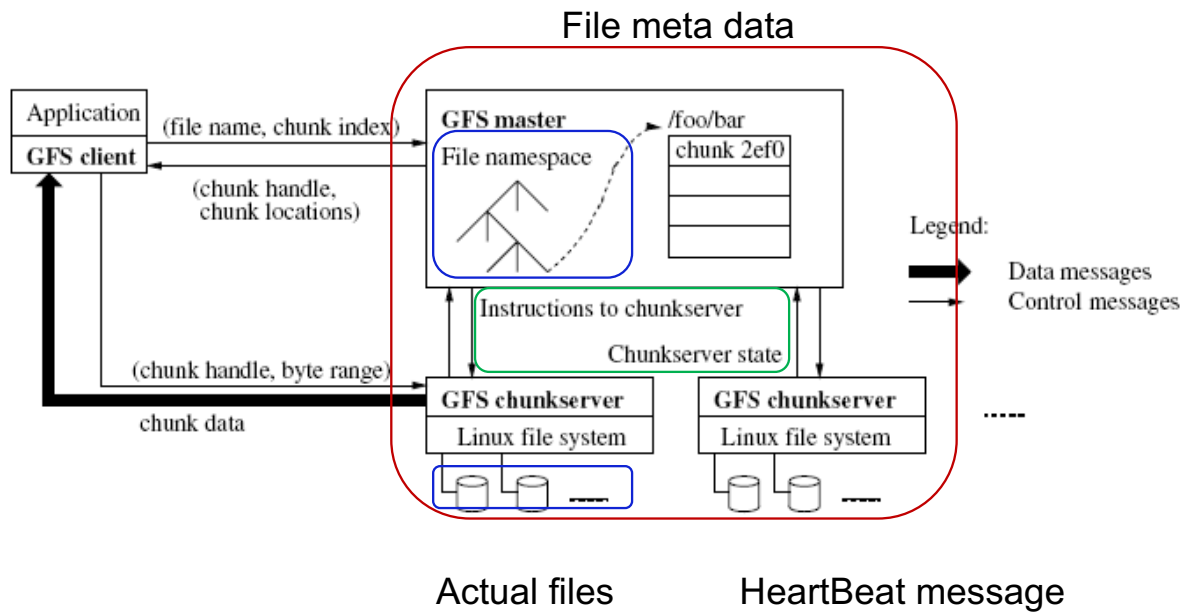 File meta data
Application
GFS client
(file name, chunk index)
(chunk handle,
chunk locations)
GFS master
File namespace
/foo/bar
chunk 2ef0
Legend:
Data messages
Control messages
Instructions to chunkserver
Chunkserver state
(chunk handle, byte range)
chunk data
GFS chunkserver
Linux file system
GFS chunkserver
Linux file system
Actual files
HeartBeat message